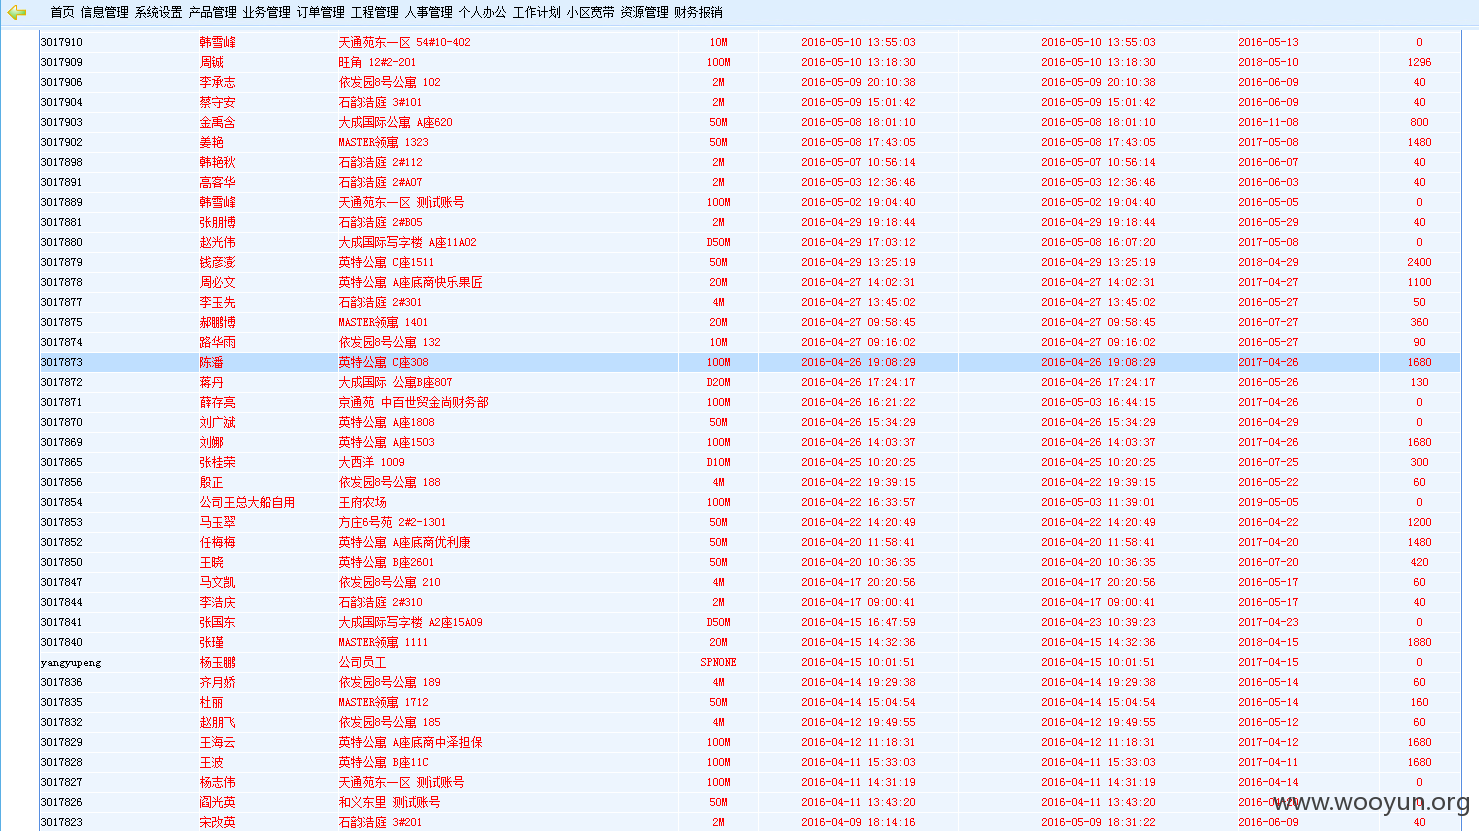 首页 信息管理 系统设置 产品管理 业务管理 订单管理 工程管理 人事管理 个人办公 工作计划 小区宽带 资源管理 财务报销
3017910 韩雪峰 天通苑东一区 54#10-402 10M 2016-05-10 13:55:03 2016-05-10 13:55:03 2016-05-13 0
3017909 周铖 旺角 12#2-201 100M 2016-05-10 13:18:30 2016-05-10 13:18:30 2018-05-10 1296
3017906 李承志 依发园8号公寓 102 2M 2016-05-09 20:10:38 2016-05-09 20:10:38 2016-06-09 40
3017904 蔡守安 石韵浩庭 3#101 2M 2016-05-09 15:01:42 2016-05-09 15:01:42 2016-06-09 40
3017903 金禹含 大成国际公寓 A座620 50M 2016-05-08 18:01:10 2016-05-08 18:01:10 2016-11-08 800
3017902 姜艳 MASTER领寓 1323 50M 2016-05-08 17:43:05 2016-05-08 17:43:05 2017-05-08 1480
3017898 韩艳秋 石韵浩庭 2#112 2M 2016-05-07 10:56:14 2016-05-07 10:56:14 2016-06-07 40
3017891 高客华 石韵浩庭 2#A07 2M 2016-05-03 12:36:46 2016-05-03 12:36:46 2016-06-03 40
3017889 韩雪峰 天通苑东一区 测试账号 100M 2016-05-02 19:04:40 2016-05-02 19:04:40 2016-05-05 0
3017881 张朋博 石韵浩庭 2#B05 2M 2016-04-29 19:18:44 2016-04-29 19:18:44 2016-05-29 40
3017880 赵光伟 大成国际写字楼 A座11A02 D50M 2016-04-29 17:03:12 2016-05-08 16:07:20 2017-05-08 0
3017879 钱彦澎 英特公寓 C座1511 50M 2016-04-29 13:25:19 2016-04-29 13:25:19 2018-04-29 2400
3017878 周必文 英特公寓 A座底商快乐果匠 20M 2016-04-27 14:02:31 2016-04-27 14:02:31 2017-04-27 1100
3017877 李玉先 石韵浩庭 2#301 4M 2016-04-27 13:45:02 2016-04-27 13:45:02 2016-05-27 50
3017875 郝鹏博 MASTER领寓 1401 20M 2016-04-27 09:58:45 2016-04-27 09:58:45 2016-07-27 360
3017874 路华雨 依发园8号公寓 132 10M 2016-04-27 09:16:02 2016-04-27 09:16:02 2016-05-27 90
3017873 陈潘 英特公寓 C座308 100M 2016-04-26 19:08:29 2016-04-26 19:08:29 2017-04-26 1680
3017872 蒋丹 大成国际 公寓B座807 D20M 2016-04-26 17:24:17 2016-04-26 17:24:17 2016-05-26 130
3017871 薛存亮 京通苑 中百世贸金尚财务部 100M 2016-04-26 16:21:22 2016-05-03 16:44:15 2017-04-26 0
3017870 刘广斌 英特公寓 A座1808 50M 2016-04-26 15:34:29 2016-04-26 15:34:29 2016-04-29 0
3017869 刘娜 英特公寓 A座1503 100M 2016-04-26 14:03:37 2016-04-26 14:03:37 2017-04-26 1680
3017865 张桂荣 大西洋 1009 D10M 2016-04-25 10:20:25 2016-04-25 10:20:25 2016-07-25 300
3017856 殷正 依发园8号公寓 188 4M 2016-04-22 19:39:15 2016-04-22 19:39:15 2016-05-22 60
3017854 公司王总大船自用 王府农场 100M 2016-04-22 16:33:57 2016-05-03 11:39:01 2019-05-05 0
3017853 马玉翠 方庄6号苑 2#2-1301 50M 2016-04-22 14:20:49 2016-04-22 14:20:49 2016-04-22 1200
3017852 任梅梅 英特公寓 A座底商优利康 50M 2016-04-20 11:58:41 2016-04-20 11:58:41 2017-04-20 1480
3017850 王晓 英特公寓 B座2601 50M 2016-04-20 10:36:35 2016-04-20 10:36:35 2016-07-20 420
3017847 马文凯 依发园8号公寓 210 4M 2016-04-17 20:20:56 2016-04-17 20:20:56 2016-05-17 60
3017844 李浩庆 石韵浩庭 2#310 2M 2016-04-17 09:00:41 2016-04-17 09:00:41 2016-05-17 40
3017841 张国东 大成国际写字楼 A2座15A09 D50M 2016-04-15 16:47:59 2016-04-23 10:39:23 2017-04-23 0
3017840 张瑾 MASTER领寓 1111 20M 2016-04-15 14:32:36 2016-04-15 14:32:36 2018-04-15 1880
yangyupeng 杨玉鹏 公司员工 SPNONE 2016-04-15 10:01:51 2016-04-15 10:01:51 2017-04-15 0
3017836 齐月娇 依发园8号公寓 189 4M 2016-04-14 19:29:38 2016-04-14 19:29:38 2016-05-14 60
3017835 杜丽 MASTER领寓 1712 50M 2016-04-14 15:04:54 2016-04-14 15:04:54 2016-05-14 160
3017832 赵朋飞 依发园8号公寓 185 4M 2016-04-12 19:49:55 2016-04-12 19:49:55 2016-05-12 60
3017829 王海云 英特公寓 A座底商中泽担保 100M 2016-04-12 11:18:31 2016-04-12 11:18:31 2017-04-12 1680
3017828 王波 英特公寓 B座11C 100M 2016-04-11 15:33:03 2016-04-11 15:33:03 2017-04-11 1680
3017827 杨志伟 天通苑东一区 测试账号 100M 2016-04-11 14:31:19 2016-04-11 14:31:19 2016-04-14 0
3017826 阎光英 和义东里 测试账号 50M 2016-04-11 13:43:20 2016-04-11 13:43:20
www.wooyun.org
3017823 宋改英 石韵浩庭 3#201 2M 2016-04-09 18:14:16 2016-05-09 18:31:22 2016-06-09 40